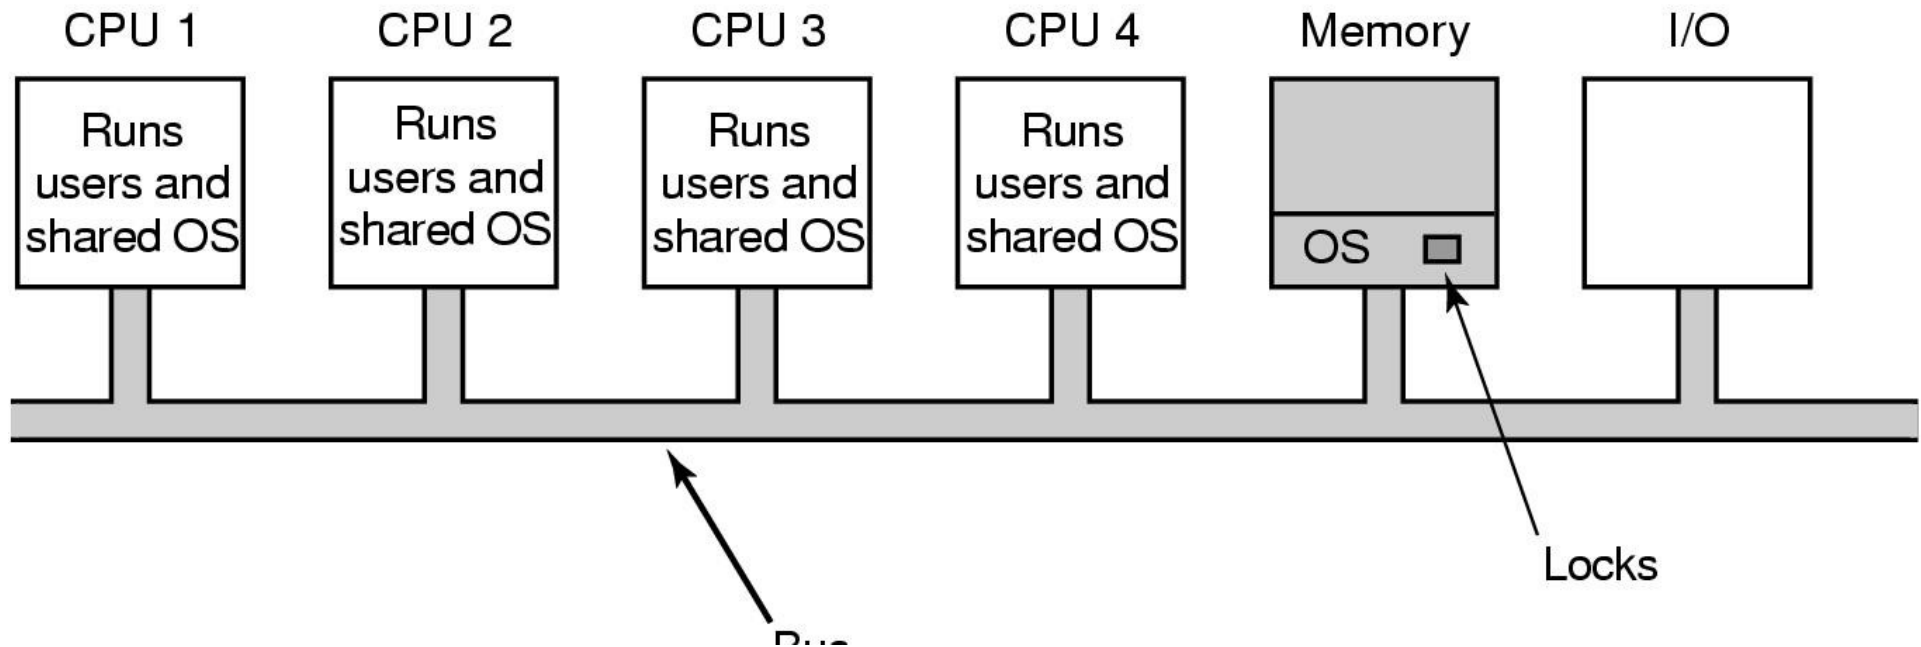 CPU 1
CPU 2
CPU 3
CPU 4
Memory
I/O
Runs
users and
shared OS
Runs
users and
shared OS
Runs
users and
shared OS
Runs
users and
shared OS
OS
Locks
Bus